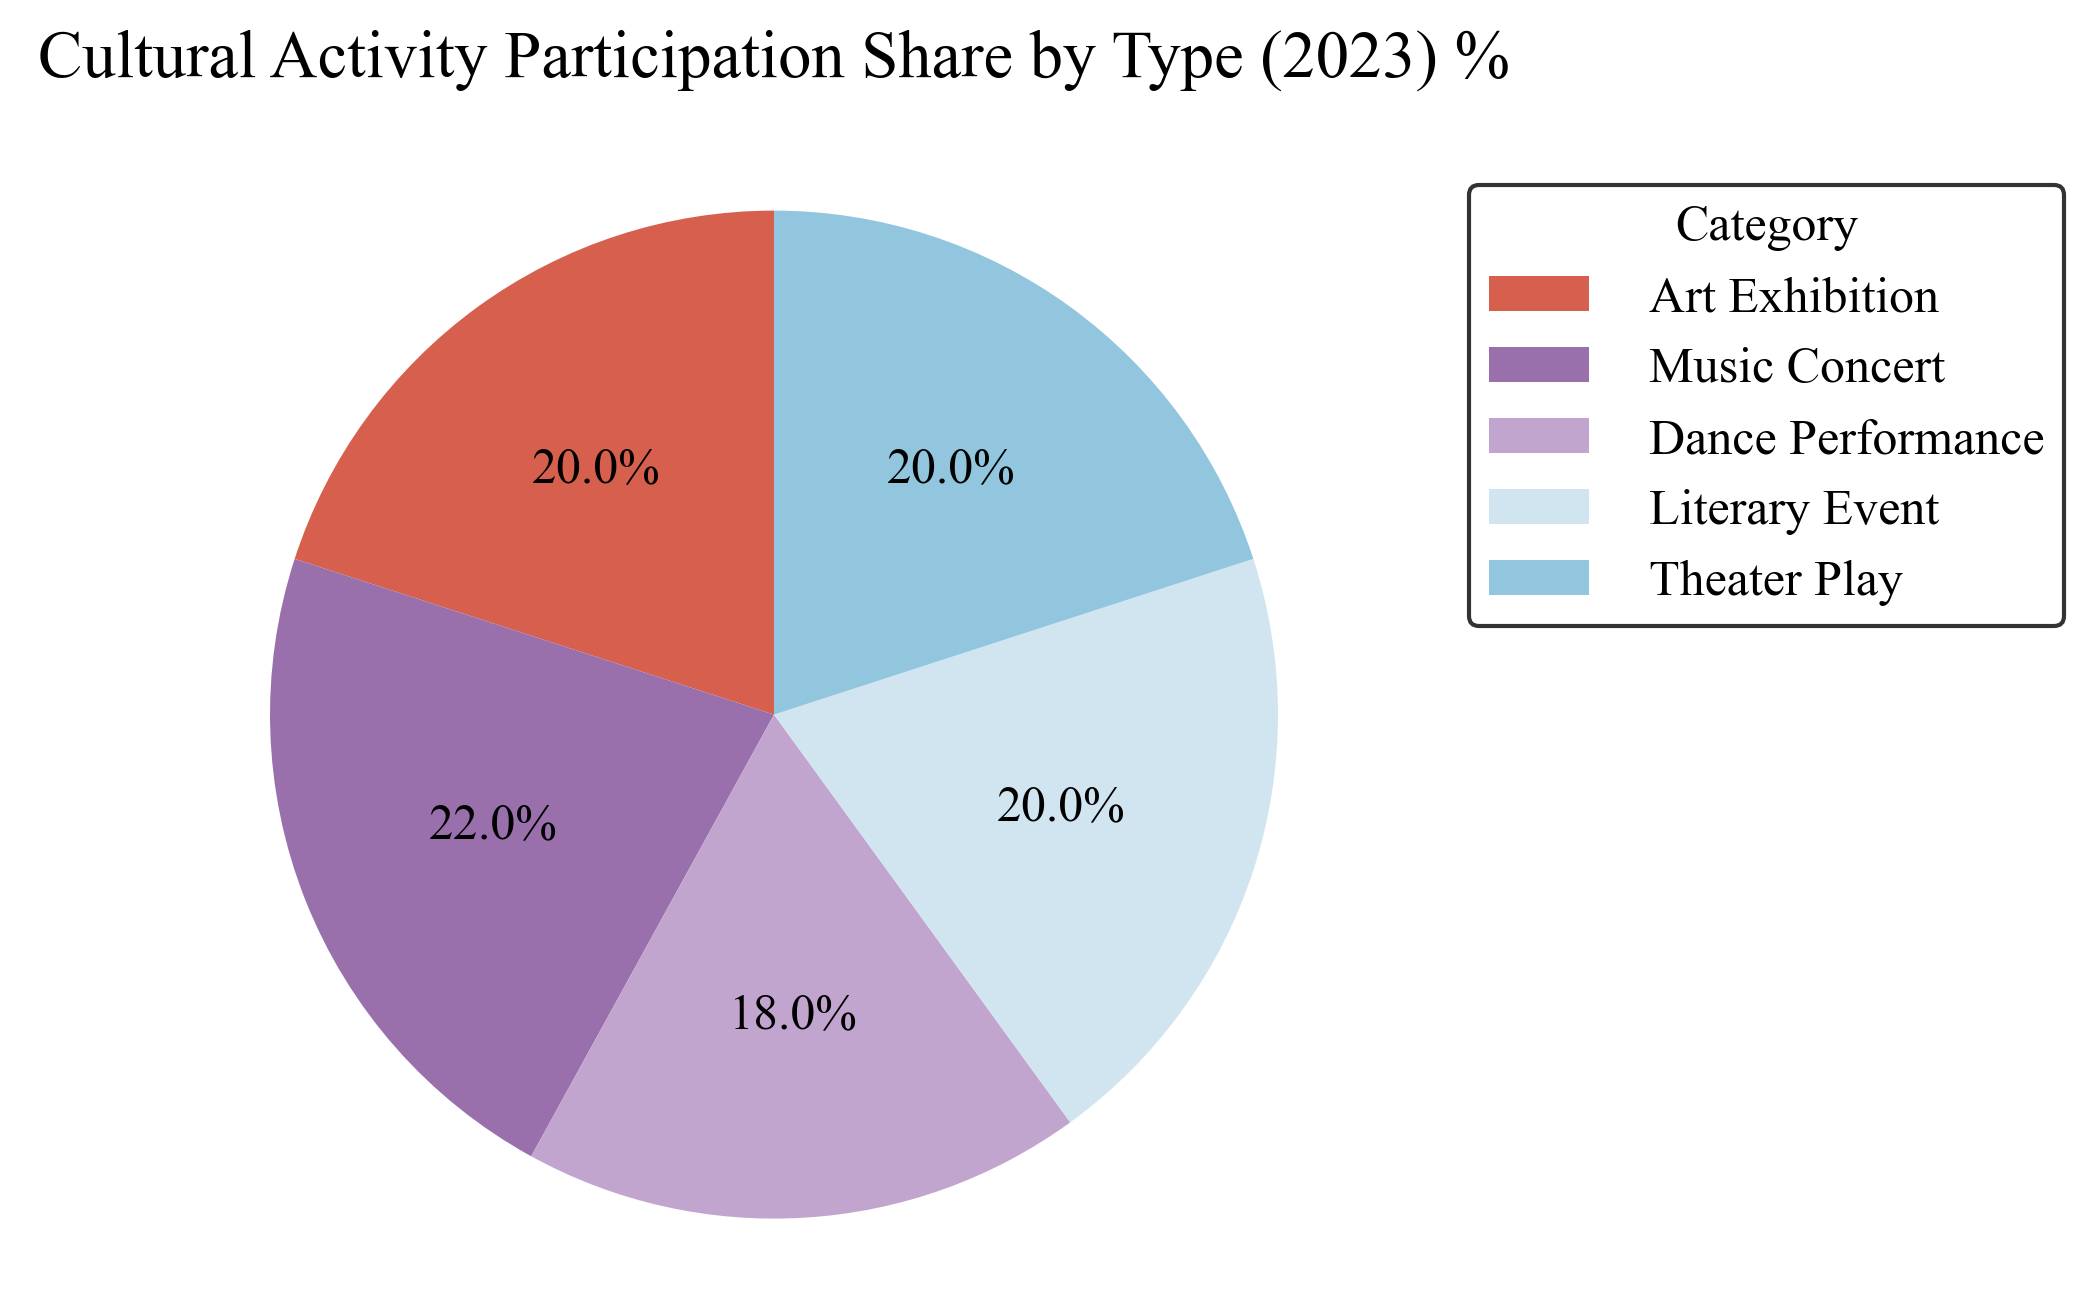 Cultural Activity Participation Share by Type (2023) %
Category
Art Exhibition
Music Concert
Dance Performance
Literary Event
Theater Play
20.0%
20.0%
22.0%
20.0%
18.0%